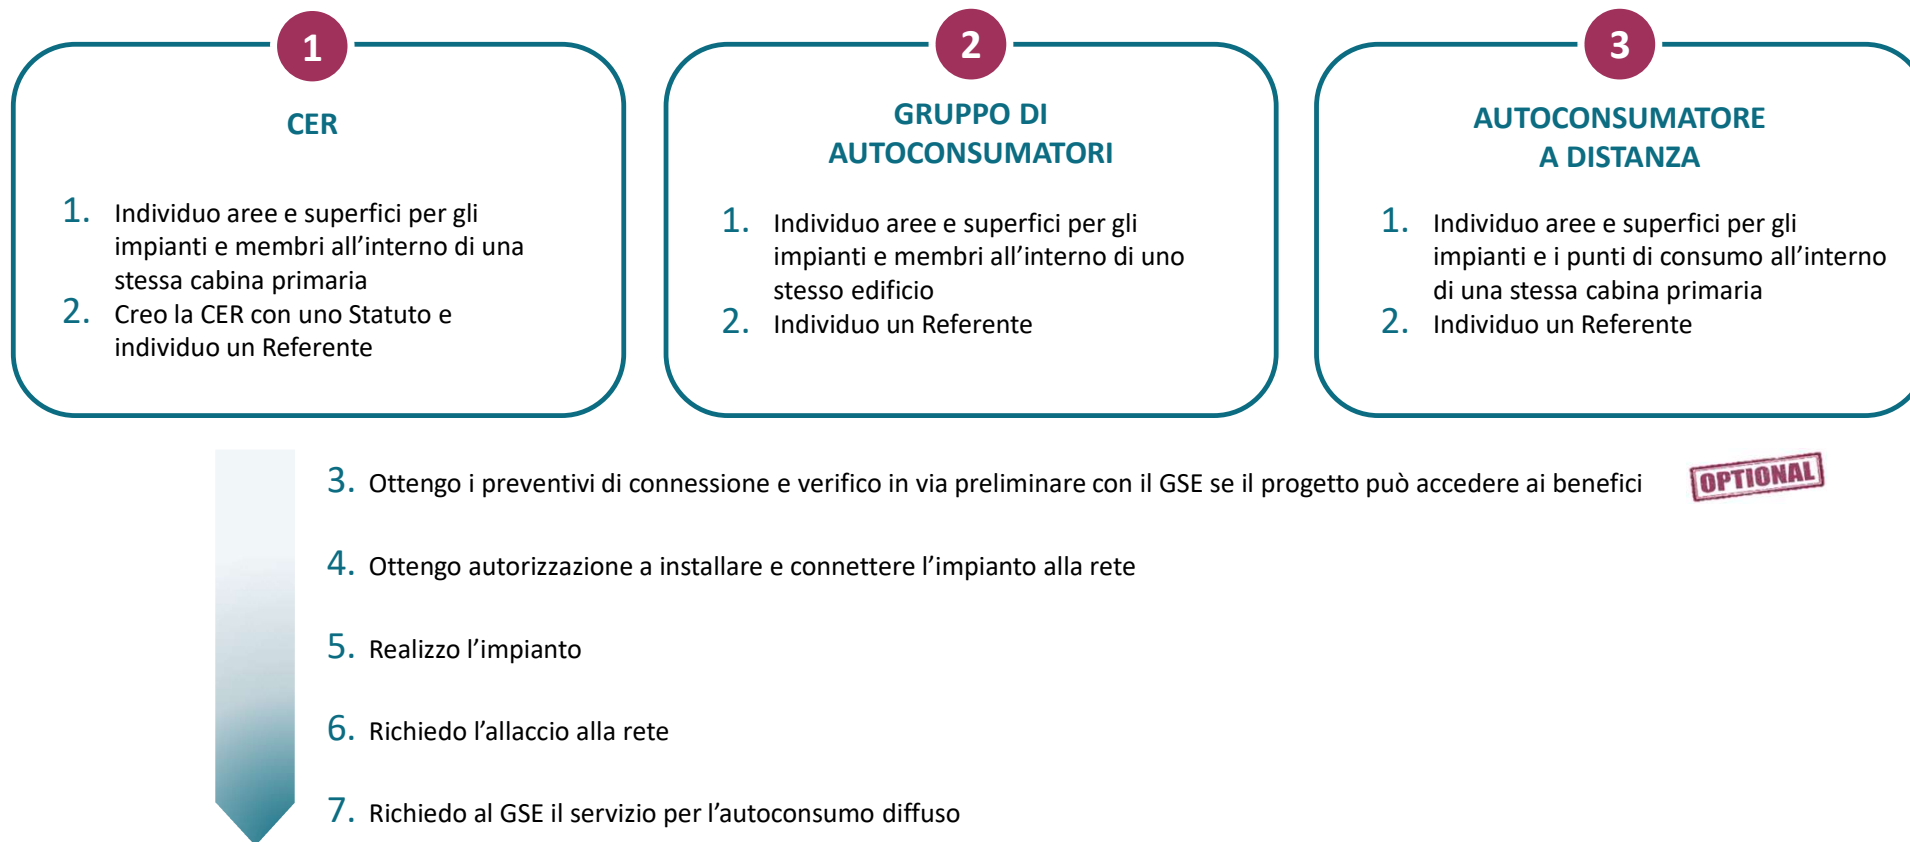 1
CER
1. Individuo aree e superfici per gli
impianti e membri all’interno di una
stessa cabina primaria
2. Creo la CER con uno Statuto e
individuo un Referente
2
GRUPPO DI
AUTOCONSUMATORI
1. Individuo aree e superfici per gli
impianti e membri all’interno di uno
stesso edificio
2. Individuo un Referente
3
AUTOCONSUMATORE
A DISTANZA
1. Individuo aree e superfici per gli
impianti e i punti di consumo all’interno
di una stessa cabina primaria
2. Individuo un Referente
3. Ottengo i preventivi di connessione e verifico in via preliminare con il GSE se il progetto può accedere ai benefici
OPTIONAL
4. Ottengo autorizzazione a installare e connettere l’impianto alla rete
5. Realizzo l’impianto
6. Richiedo l’allaccio alla rete
7. Richiedo al GSE il servizio per l’autoconsumo diffuso